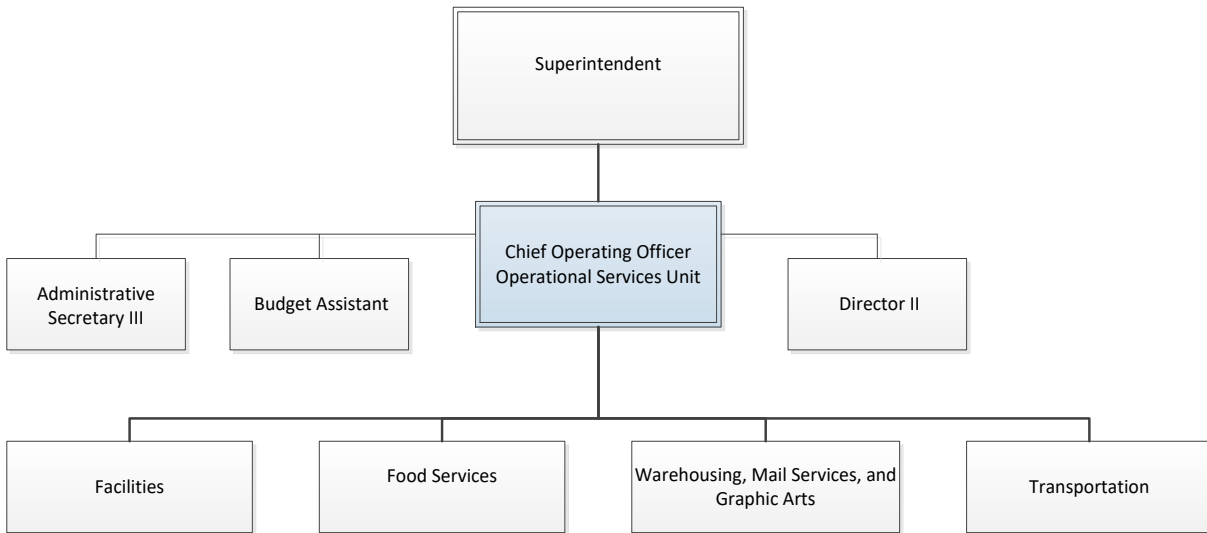 Superintendent
Chief Operating Officer
Operational Services Unit
Administrative
Secretary III
Budget Assistant
Director II
Facilities
Food Services
Warehousing, Mail Services, and
Graphic Arts
Transportation